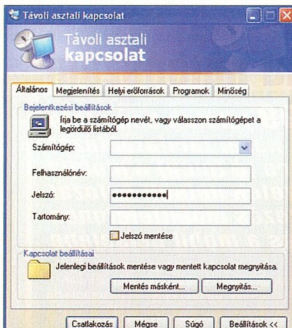 Távoli asztali kapcsolat
Távoli asztali
kapcsolat
Általános Megjelenítés Helyi erőforrások Programok Minőség
Bejelentkezési beállítások
Írja be a számítógép nevét, vagy válasszon számítógépet a
legördülő listából.
Számítógép:
Felhasználónév:
Jelszó: ●●●●●●●●●●●
Tartomány:
Jelszó mentése
Kapcsolat beállításai
Jelenlegi beállítások mentése vagy mentett kapcsolat megnyitása.
Mentés másként... Megnyitás...
Csatlakozás Mégse Súgó Beállítások <<